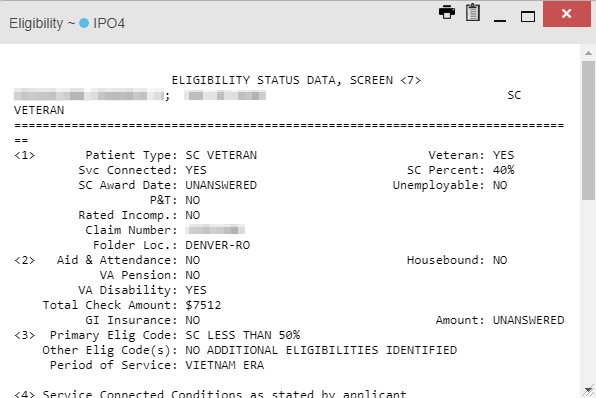 Eligibility ~ IPO4
ELIGIBILITY STATUS DATA, SCREEN <7>
; SC
VETERAN
==============================================================================
==
<1> Patient Type: SC VETERAN Veteran: YES
Svc Connected: YES SC Percent: 40%
SC Award Date: UNANSWERED Unemployable: NO
P&T: NO
Rated Incomp.: NO
Claim Number:
Folder Loc.: DENVER-RO
<2> Aid & Attendance: NO Housebound: NO
VA Pension: NO
VA Disability: YES
Total Check Amount: $7512
GI Insurance: NO Amount: UNANSWERED
<3> Primary Elig Code: SC LESS THAN 50%
Other Elig Code(s): NO ADDITIONAL ELIGIBILITIES IDENTIFIED
Period of Service: VIETNAM ERA
<4> Service Connected Conditions as stated by applicant